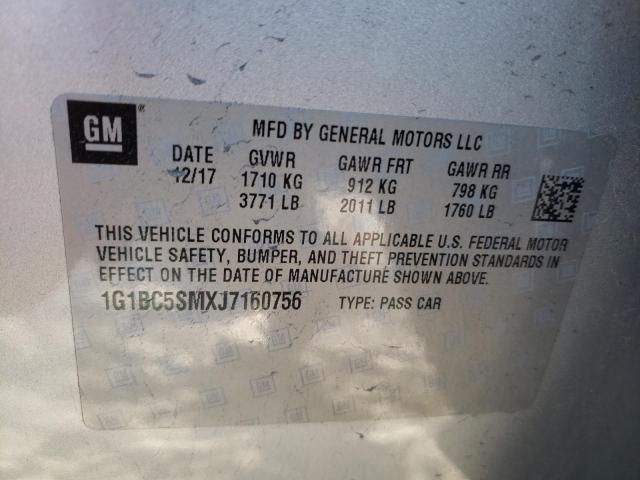 GM ®
MFD BY GENERAL MOTORS LLC
DATE GVWR GAWR FRT GAWR RR
12/17 1710 KG 912 KG 798 KG
3771 LB 2011 LB 1760 LB
THIS VEHICLE CONFORMS TO ALL APPLICABLE U.S. FEDERAL MOTOR
VEHICLE SAFETY, BUMPER, AND THEFT PREVENTION STANDARDS IN
EFFECT ON THE DATE OF MANUFACTURE SHOWN ABOVE.
1G1BC5SMXJ7160756 TYPE: PASS CAR